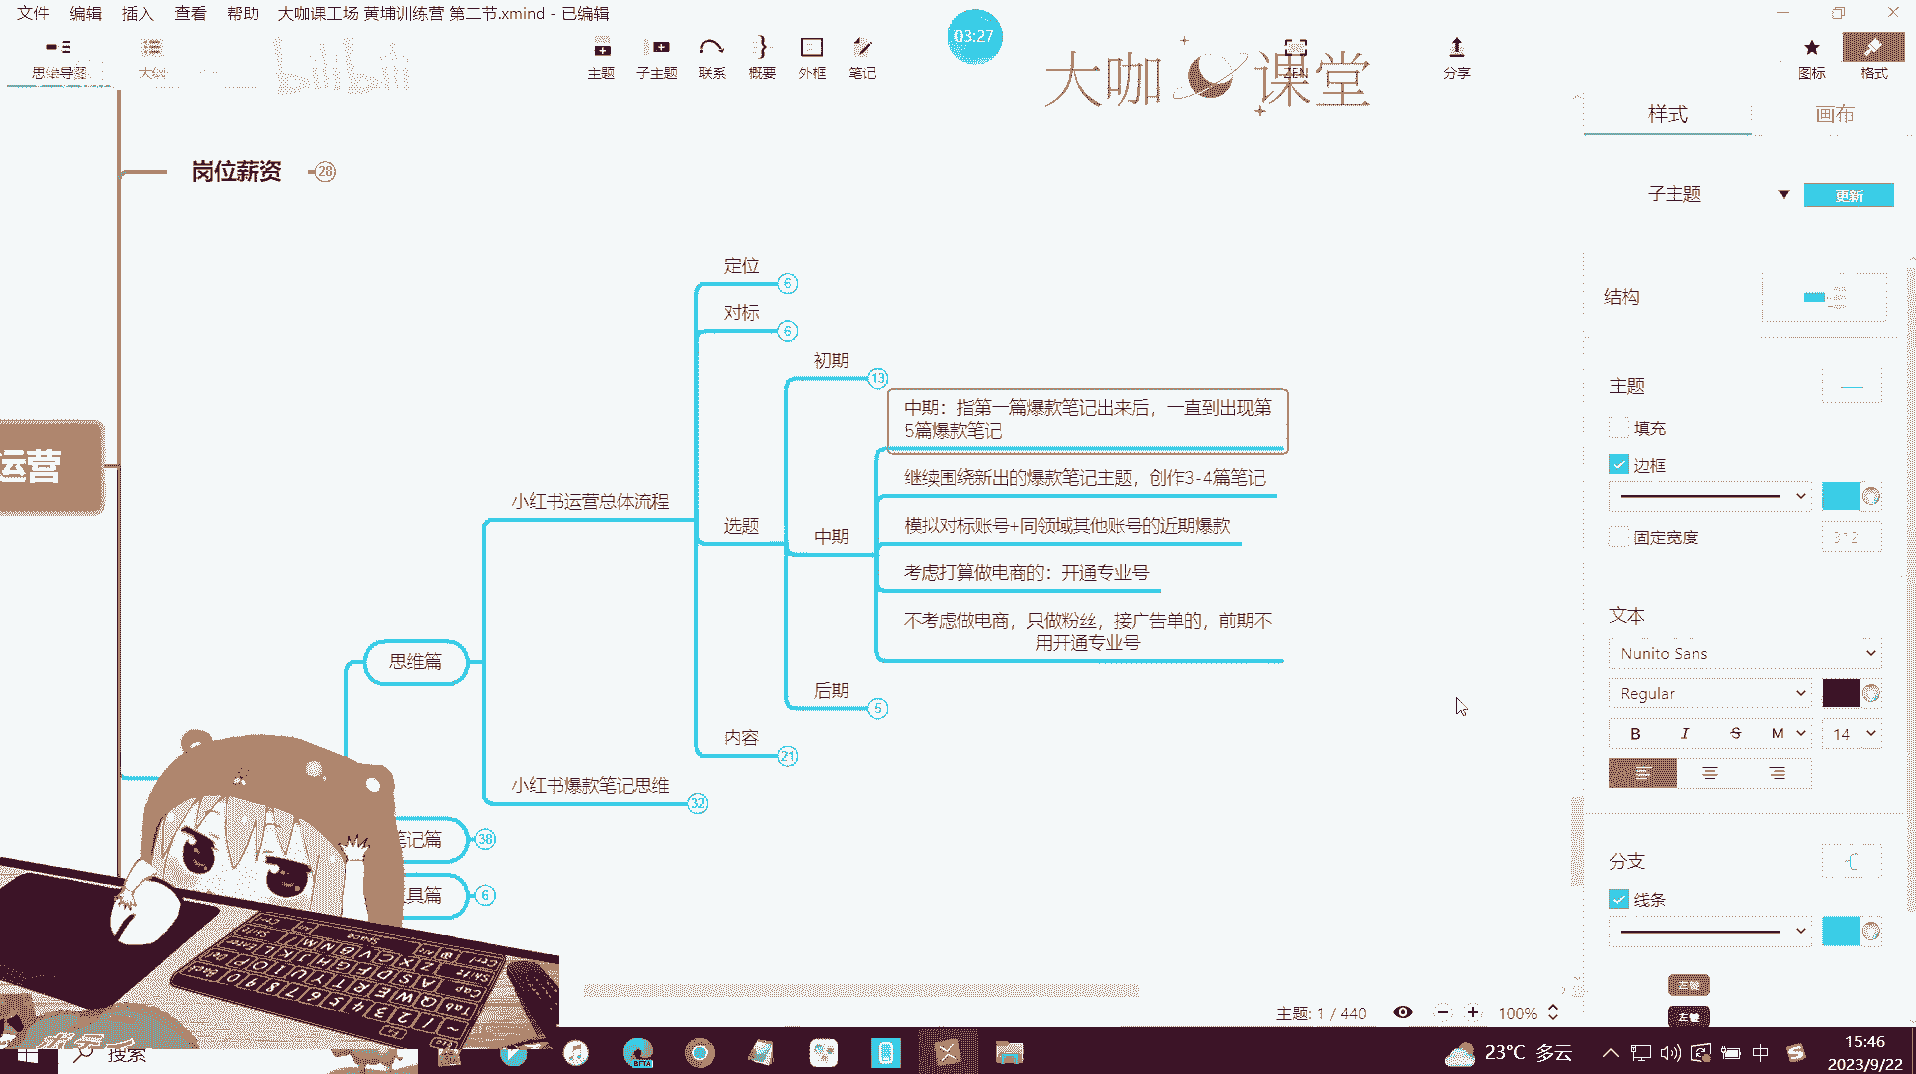 文件 编辑 插入 查看 帮助 大咖课工场 黄埔训练营 第二节.xmind - 已编辑
03:27
思维导图
大纲
bilibili
主题
子主题
联系
概要
外框
笔记
ZEN
大咖课堂
分享
图标
格式
样式
画布
岗位薪资
28
子主题
更新
定位
6
对标
6
结构
初期
13
主题
中期：指第一篇爆款笔记出来后，一直到出现第
5篇爆款笔记
填充
边框
运营
继续围绕新出的爆款笔记主题，创作3-4篇笔记
小红书运营总体流程
选题
中期
模拟对标账号+同领域其他账号的近期爆款
固定宽度
312
考虑打算做电商的：开通专业号
不考虑做电商，只做粉丝，接广告单的，前期不
用开通专业号
文本
Nunito Sans
思维篇
后期
5
Regular
内容
21
B I S M
14
小红书爆款笔记思维
32
笔记篇
38
具篇
6
分支
线条
左键
左键
主题: 1 / 440
100%
搜索
BETA
23°C 多云
中
15:46
2023/9/22